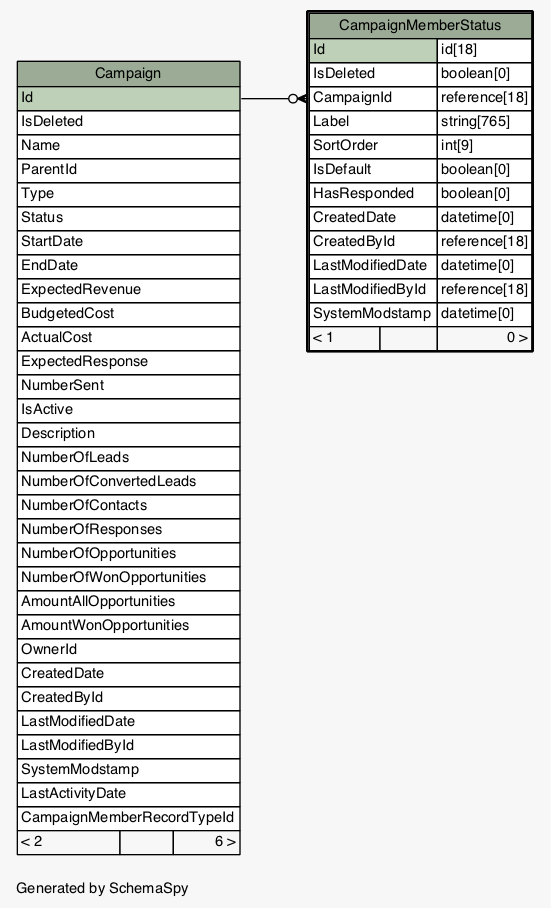 Campaign
Id
IsDeleted
Name
ParentId
Type
Status
StartDate
EndDate
ExpectedRevenue
BudgetedCost
ActualCost
ExpectedResponse
NumberSent
IsActive
Description
NumberOfLeads
NumberOfConvertedLeads
NumberOfContacts
NumberOfResponses
NumberOfOpportunities
NumberOfWonOpportunities
AmountAllOpportunities
AmountWonOpportunities
OwnerId
CreatedDate
CreatedById
LastModifiedDate
LastModifiedById
SystemModstamp
LastActivityDate
CampaignMemberRecordTypeId
< 2 6 >
CampaignMemberStatus
Id id[18]
IsDeleted boolean[0]
CampaignId reference[18]
Label string[765]
SortOrder int[9]
IsDefault boolean[0]
HasResponded boolean[0]
CreatedDate datetime[0]
CreatedById reference[18]
LastModifiedDate datetime[0]
LastModifiedById reference[18]
SystemModstamp datetime[0]
< 1 0 >
Generated by SchemaSpy